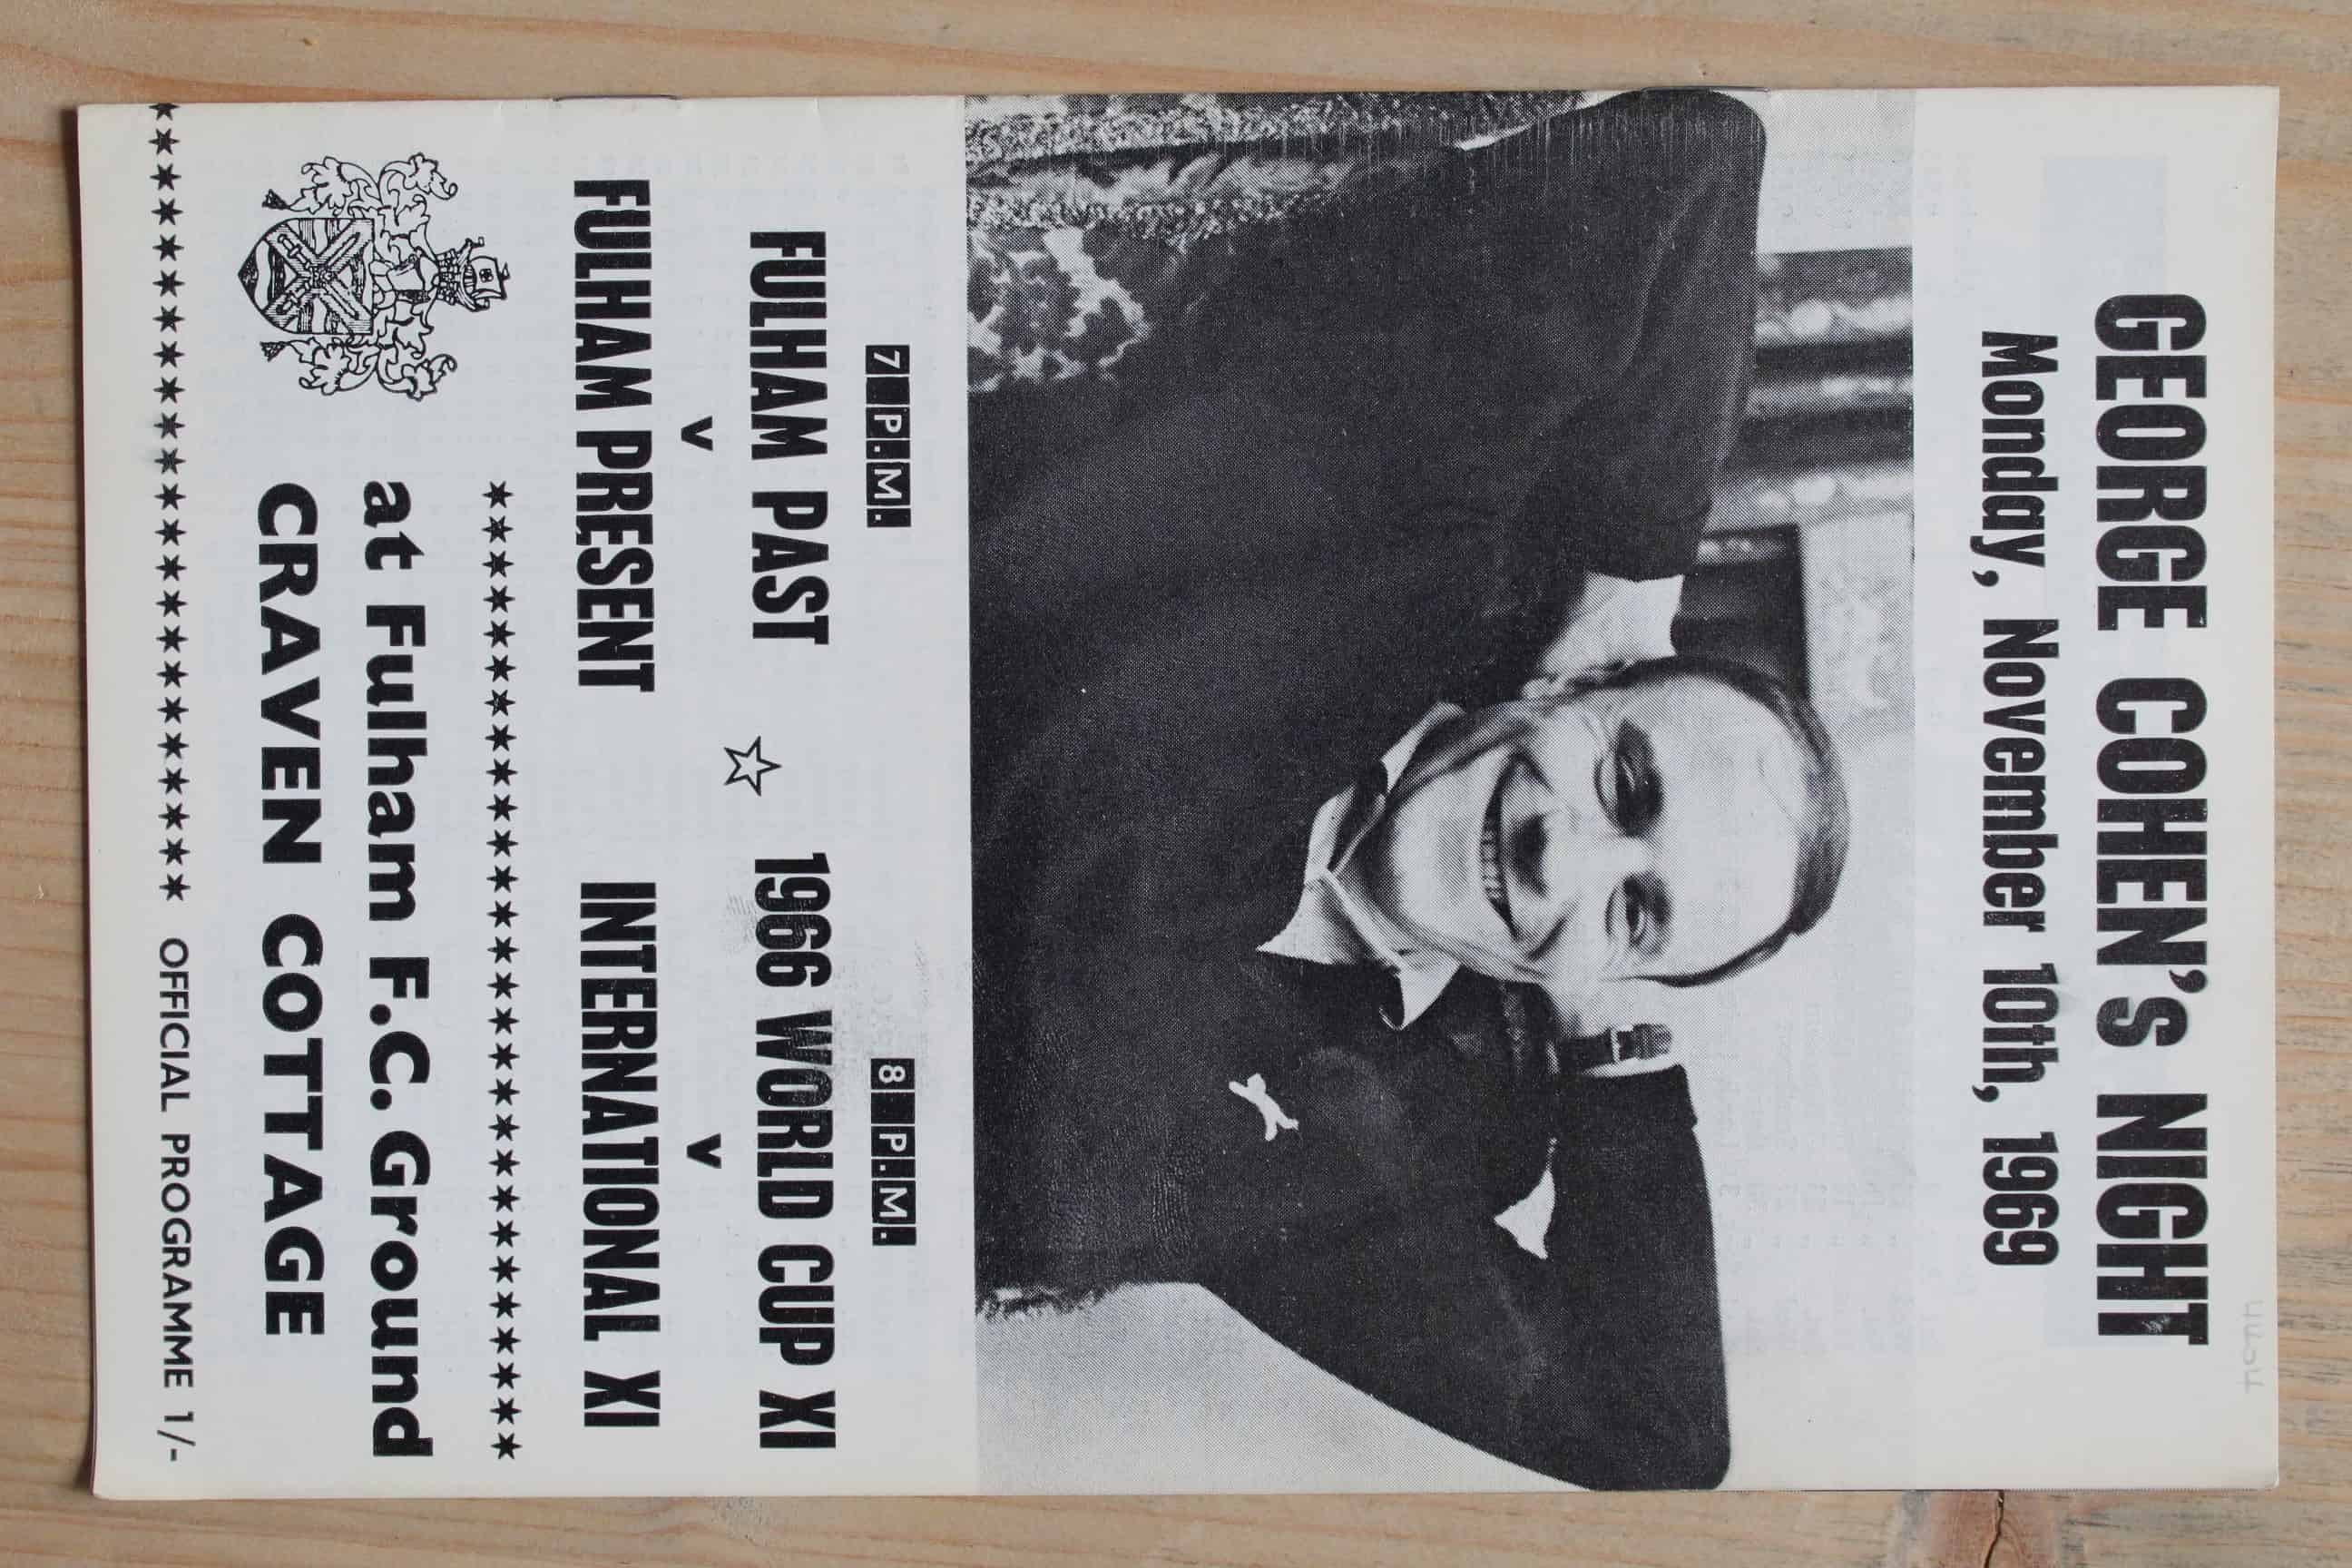 GEORGE COHEN'S NIGHT
Monday, November 10th, 1969
7 P.M.
FULHAM PAST
v
FULHAM PRESENT
8 P.M.
1966 WORLD CUP XI
v
INTERNATIONAL XI
at Fulham F.C. Ground
CRAVEN COTTAGE
OFFICIAL PROGRAMME 1/-